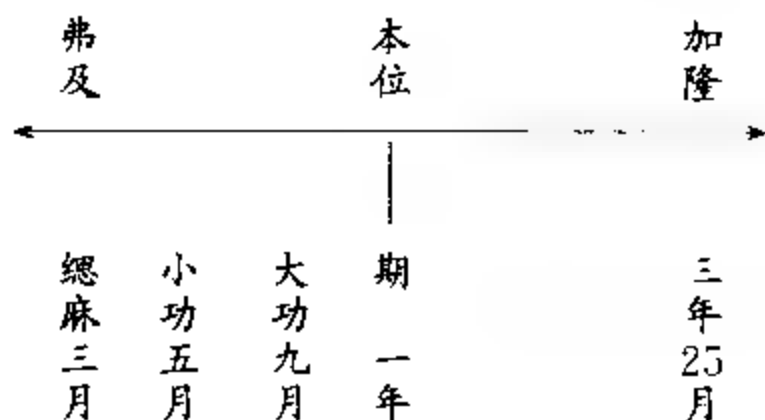 加隆
本位
弗及
三年25月
期 一年
大功九月
小功五月
緦麻三月